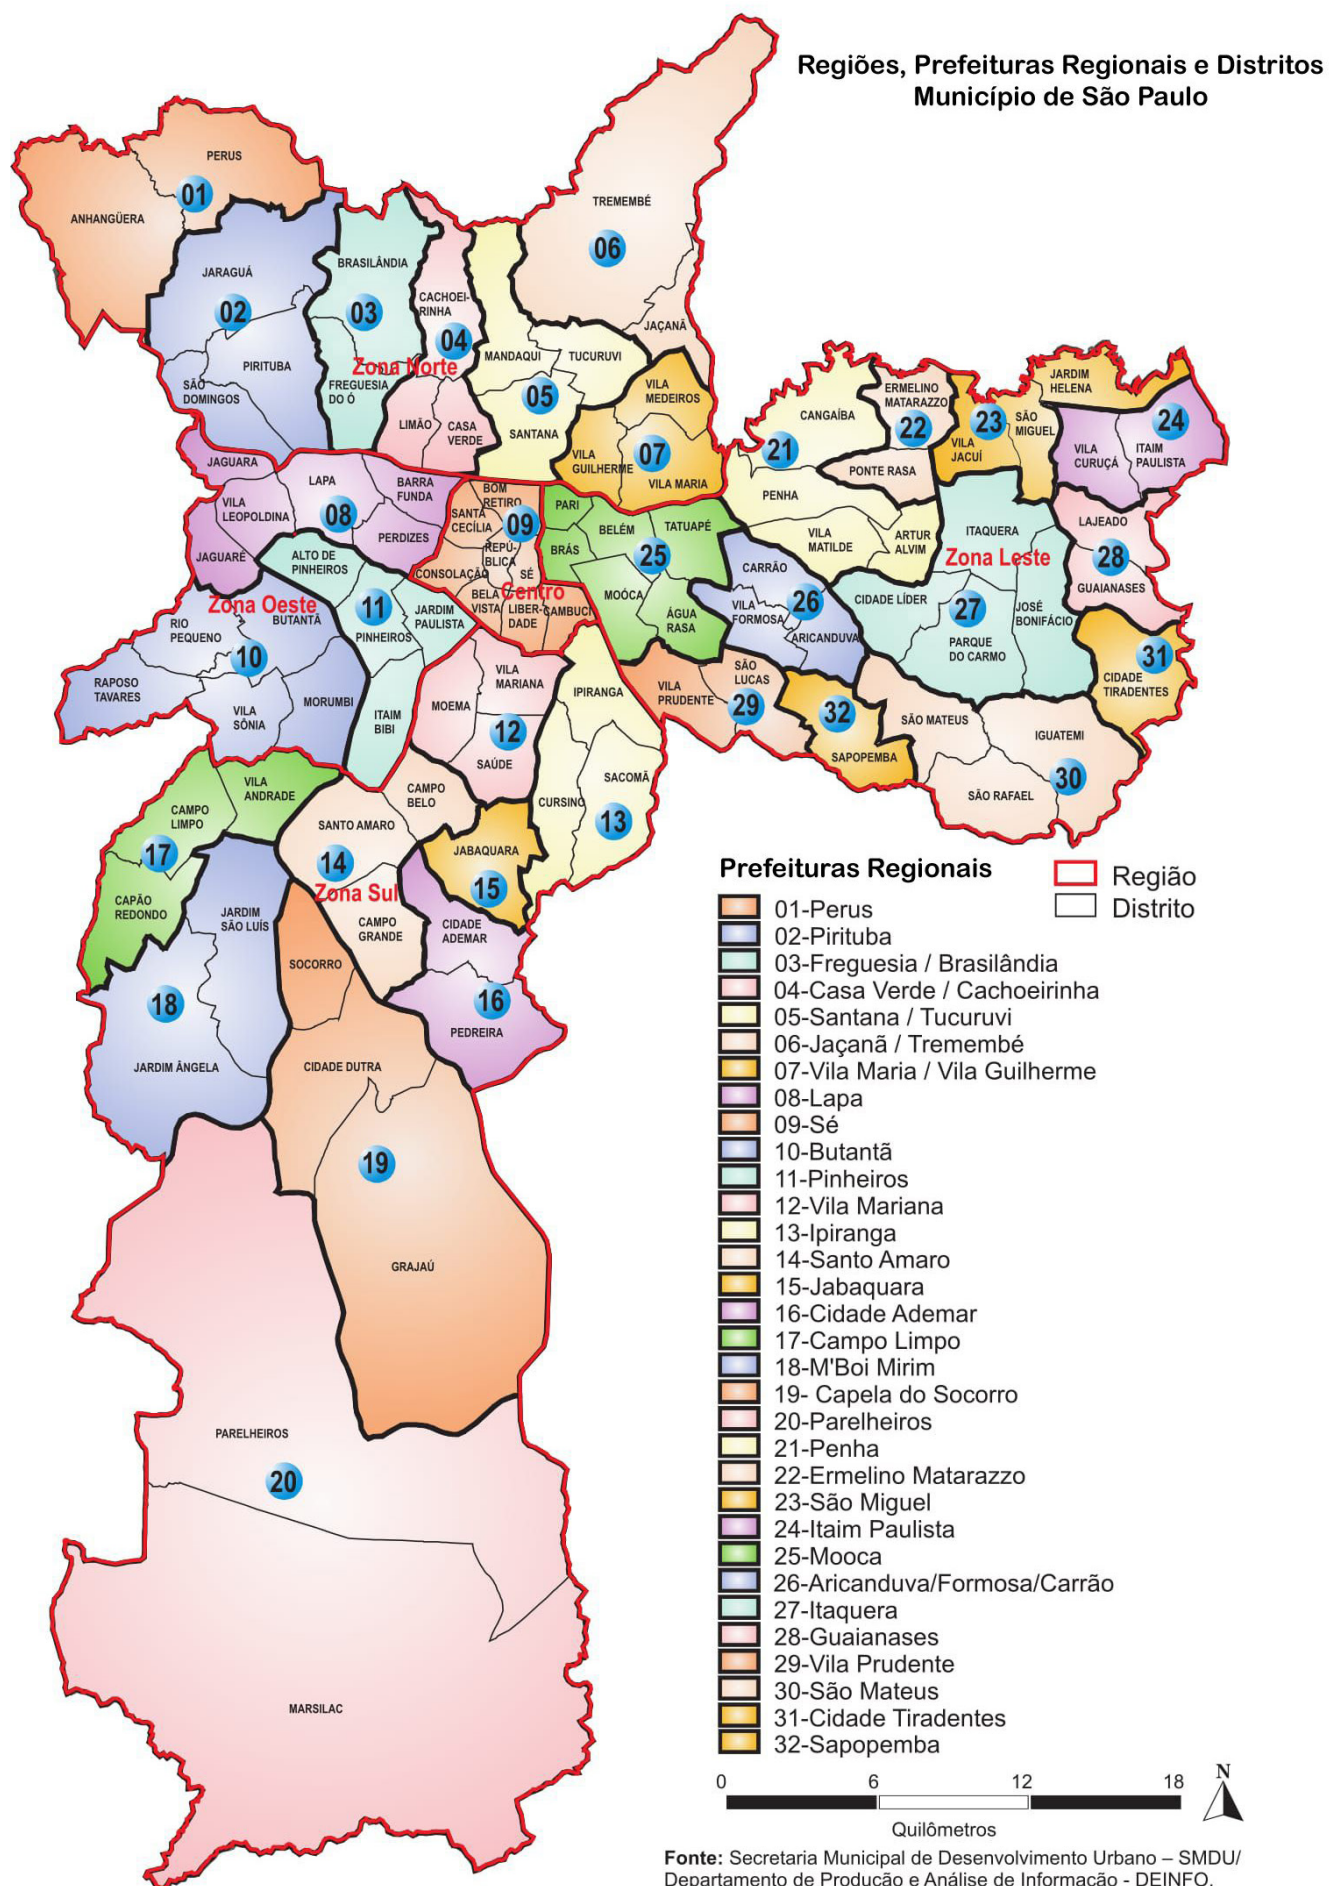 Regiões, Prefeituras Regionais e Distritos
Município de São Paulo
PERUS
01
ANHANGÜERA
TREMEMBÉ
06
JAÇANÃ
JARAGUÁ
02
PIRITUBA
SÃO
DOMINGOS
BRASILÂNDIA
03
FREGUESIA
DO Ó
Zona Norte
CACHOEI-
RINHA
04
LIMÃO
CASA
VERDE
MANDAQUI
TUCURUVI
05
SANTANA
VILA
MEDEIROS
VILA
GUILHERME
07
VILA MARIA
CANGAÍBA
21
PENHA
VILA
MATILDE
ARTUR
ALVIM
ERMELINO
MATARAZZO
22
PONTE RASA
23
VILA
JACUÍ
SÃO
MIGUEL
JARDIM
HELENA
24
VILA
CURUÇÁ
ITAIM
PAULISTA
JAGUARA
LAPA
BARRA
FUNDA
VILA
LEOPOLDINA
08
PERDIZES
JAGUARÉ
BOM
RETIRO
SANTA
CECÍLIA
09
REPÚ-
BLICA
SÉ
CONSOLAÇÃO
Centro
BELA
VISTA
LIBER-
DADE
CAMBUCI
PARI
BELÉM
TATUAPÉ
BRÁS
25
MOÓCA
ÁGUA
RASA
CARRÃO
26
VILA
FORMOSA
ARICANDUVA
ITAQUERA
Zona Leste
CIDADE LÍDER
27
PARQUE
DO CARMO
JOSÉ
BONIFÁCIO
LAJEADO
28
GUAIANASES
31
CIDADE
TIRADENTES
ALTO DE
PINHEIROS
11
JARDIM
PAULISTA
PINHEIROS
ITAIM
BIBI
Zona Oeste
BUTANTÃ
RIO
PEQUENO
10
RAPOSO
TAVARES
VILA
SÔNIA
MORUMBI
VILA
MARIANA
MOEMA
12
SAÚDE
IPIRANGA
SACOMÃ
CURSINO
13
VILA
PRUDENTE
SÃO
LUCAS
29
32
SAPOPEMBA
SÃO MATEUS
IGUATEMI
30
SÃO RAFAEL
VILA
ANDRADE
CAMPO
LIMPO
17
CAPÃO
REDONDO
CAMPO
BELO
SANTO AMARO
14
Zona Sul
CAMPO
GRANDE
JABAQUARA
15
CIDADE
ADEMAR
16
PEDREIRA
JARDIM
SÃO LUÍS
18
JARDIM ÂNGELA
SOCORRO
CIDADE DUTRA
19
GRAJAÚ
PARELHEIROS
20
MARSILAC
Prefeituras Regionais
Região
Distrito
01-Perus
02-Pirituba
03-Freguesia / Brasilândia
04-Casa Verde / Cachoeirinha
05-Santana / Tucuruvi
06-Jaçanã / Tremembé
07-Vila Maria / Vila Guilherme
08-Lapa
09-Sé
10-Butantã
11-Pinheiros
12-Vila Mariana
13-Ipiranga
14-Santo Amaro
15-Jabaquara
16-Cidade Ademar
17-Campo Limpo
18-M'Boi Mirim
19- Capela do Socorro
20-Parelheiros
21-Penha
22-Ermelino Matarazzo
23-São Miguel
24-Itaim Paulista
25-Mooca
26-Aricanduva/Formosa/Carrão
27-Itaquera
28-Guaianases
29-Vila Prudente
30-São Mateus
31-Cidade Tiradentes
32-Sapopemba
0 6 12 18
N
Quilômetros
Fonte: Secretaria Municipal de Desenvolvimento Urbano – SMDU/
Departamento de Produção e Análise de Informação - DEINFO.